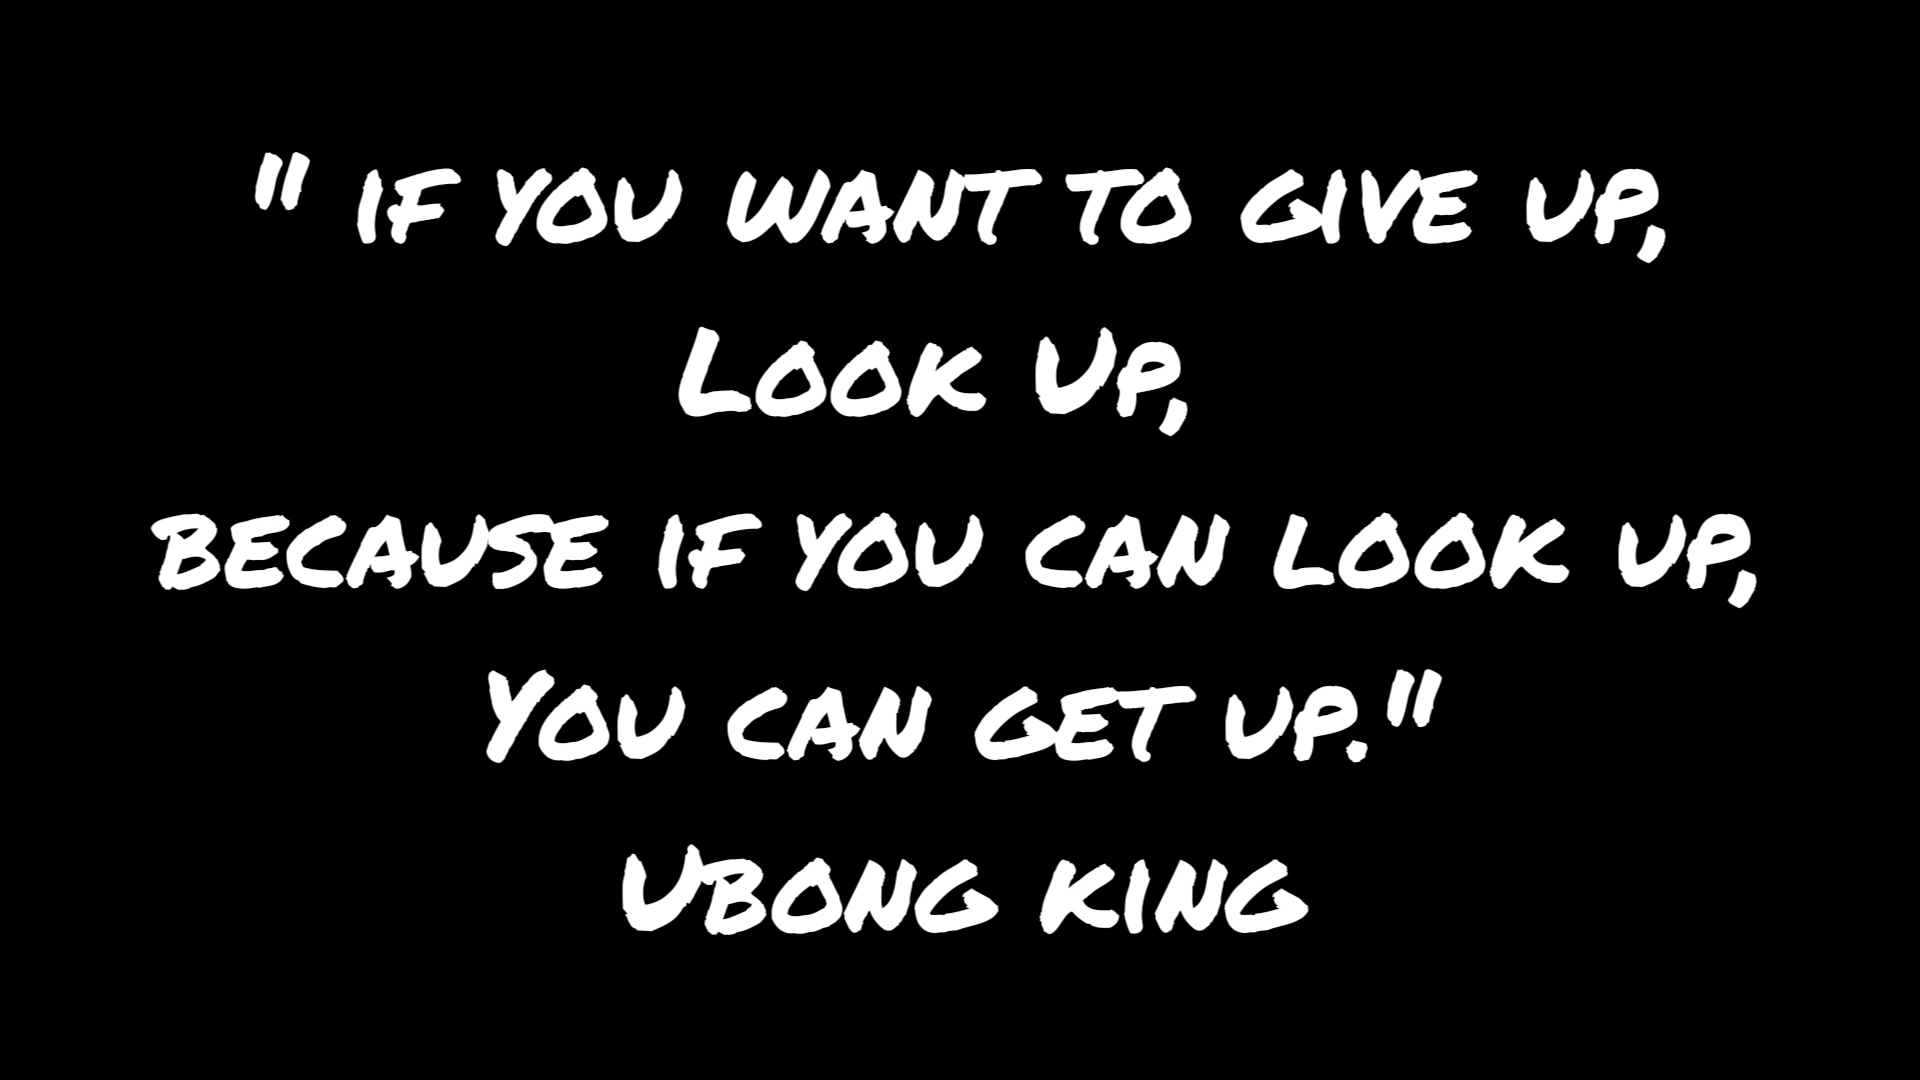 " if you want to give up,
Look Up,
because if you can look up,
You can get up."
Ubong king